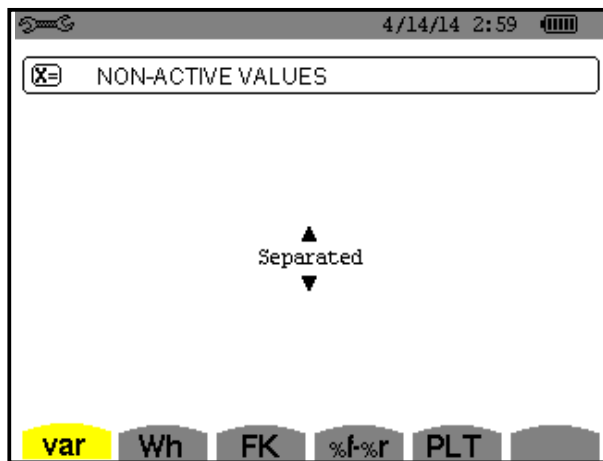 4/14/14 2:59
X= NON-ACTIVE VALUES
Separated
var Wh FK %f-%r PLT